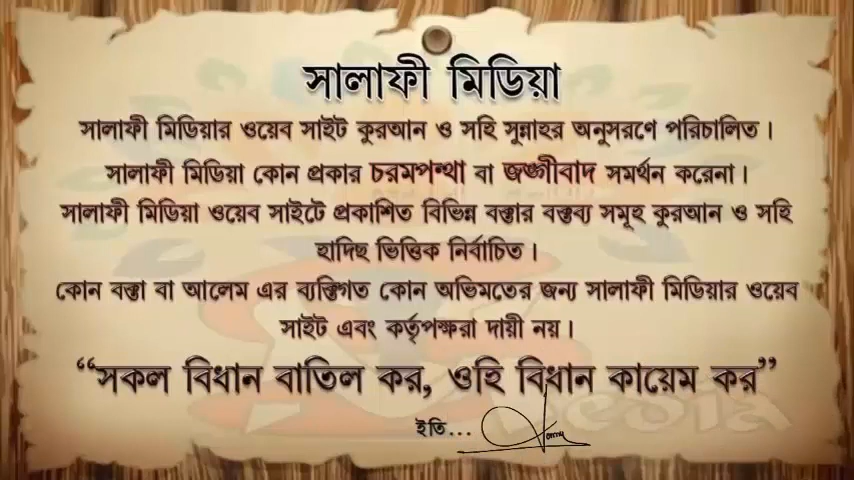 সালাফী মিডিয়া
সালাফী মিডিয়ার ওয়েব সাইট কুরআন ও সহি সুন্নাহর অনুসরণে পরিচালিত।
সালাফী মিডিয়া কোন প্রকার চরমপন্থা বা জঙ্গীবাদ সমর্থন করেনা।
সালাফী মিডিয়া ওয়েব সাইটে প্রকাশিত বিভিন্ন বক্তার বক্তব্য সমূহ কুরআন ও সহি
হাদিছ ভিত্তিক নির্বাচিত।
কোন বক্তা বা আলেম এর ব্যক্তিগত কোন অভিমতের জন্য সালাফী মিডিয়ার ওয়েব
সাইট এবং কর্তৃপক্ষরা দায়ী নয়।
“সকল বিধান বাতিল কর, ওহি বিধান কায়েম কর”
ইতি...